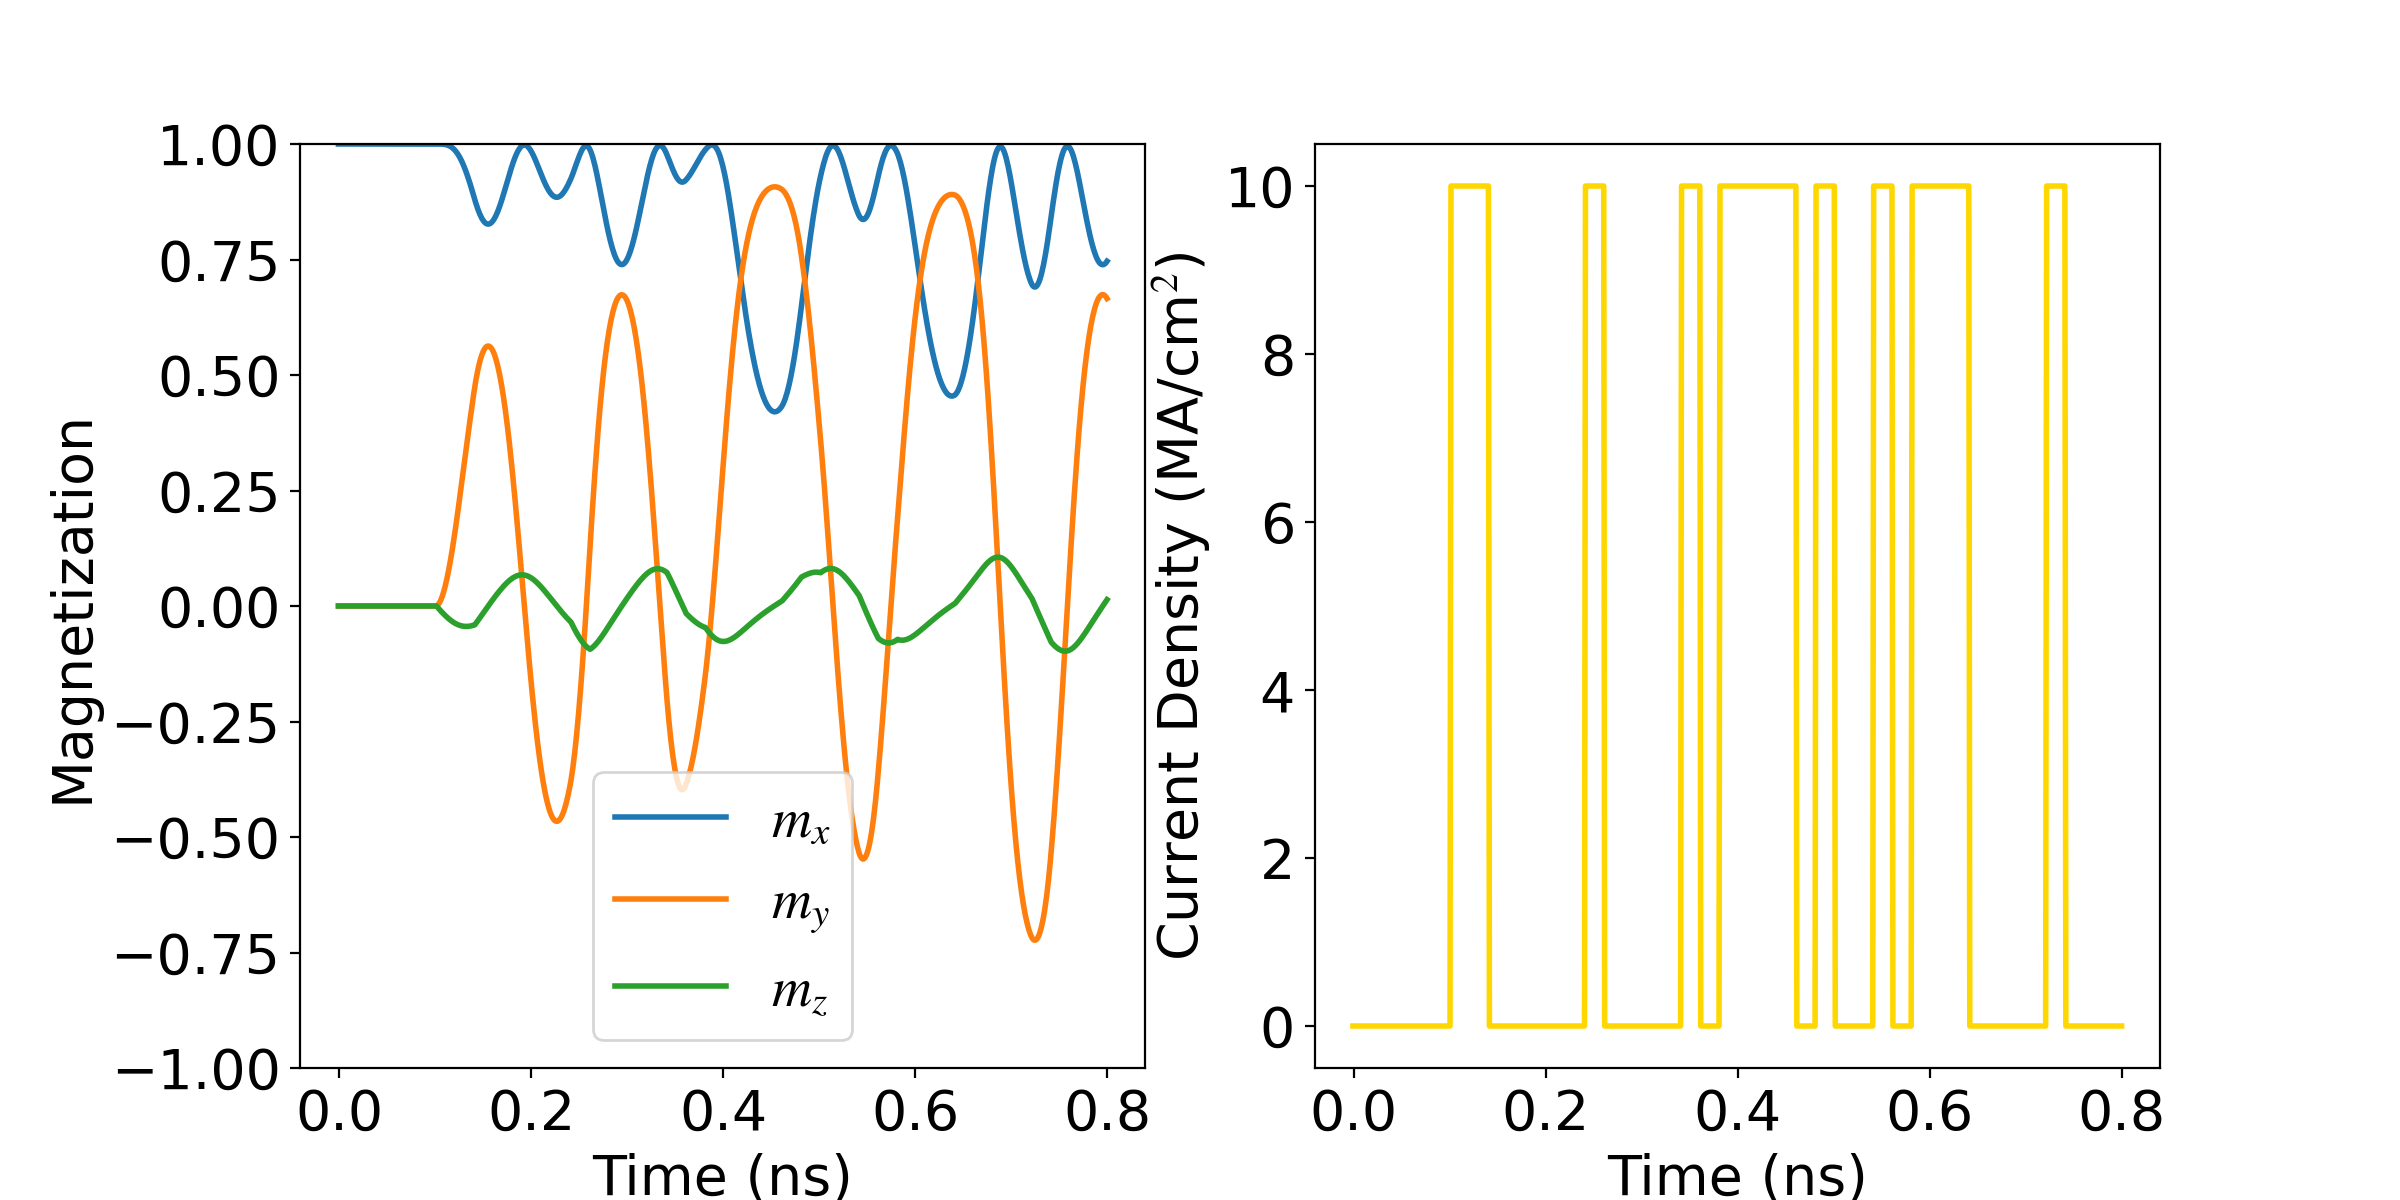 1.00
0.75
0.50
0.25
0.00
−0.25
−0.50
−0.75
−1.00
Magnetization
0.0 0.2 0.4 0.6 0.8
Time (ns)
m_x
m_y
m_z
10
8
6
4
2
0
Current Density (MA/cm²)
0.0 0.2 0.4 0.6 0.8
Time (ns)